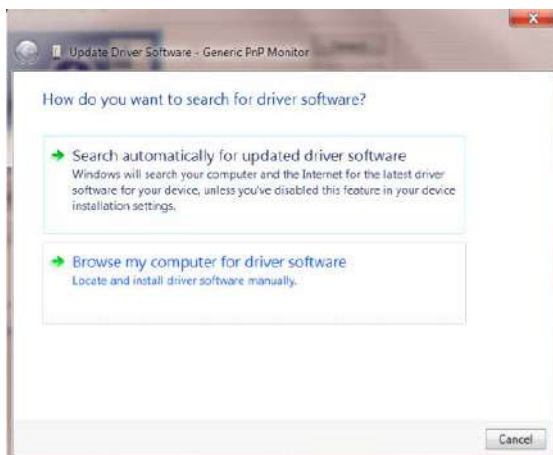 Update Driver Software - Generic PnP Monitor
How do you want to search for driver software?
Search automatically for updated driver software
Windows will search your computer and the Internet for the latest driver
software for your device, unless you've disabled this feature in your device
installation settings.
Browse my computer for driver software
Locate and install driver software manually.
Cancel